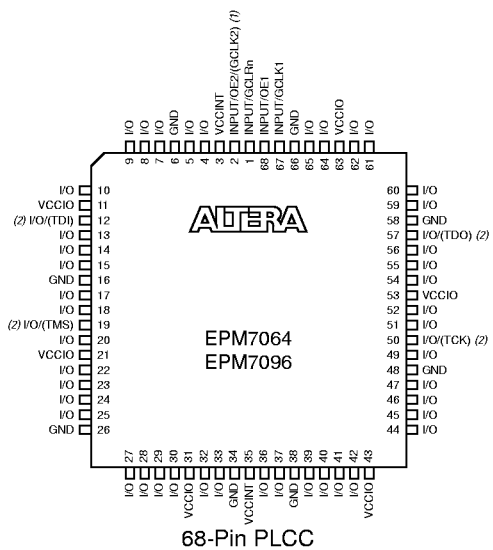 I/O I/O I/O GND I/O I/O VCCINT INPUT/OE2/(GCLK2) (1) INPUT/GCLRn INPUT/OE1 INPUT/GCLK1 GND I/O I/O VCCIO I/O I/O
9 8 7 6 5 4 3 2 1 68 67 66 65 64 63 62 61
I/O 10 60 I/O
VCCIO 11 59 I/O
(2) I/O/(TDI) 12 58 GND
I/O 13 57 I/O/(TDO) (2)
I/O 14 56 I/O
I/O 15 55 I/O
GND 16 54 I/O
I/O 17 53 VCCIO
I/O 18 52 I/O
(2) I/O/(TMS) 19 51 I/O
I/O 20 50 I/O/(TCK) (2)
VCCIO 21 49 I/O
I/O 22 48 GND
I/O 23 47 I/O
I/O 24 46 I/O
I/O 25 45 I/O
GND 26 44 I/O
ALTERA
EPM7064
EPM7096
27 28 29 30 31 32 33 34 35 36 37 38 39 40 41 42 43
I/O I/O I/O I/O VCCIO I/O I/O GND VCCINT I/O I/O GND I/O I/O I/O I/O VCCIO
68-Pin PLCC